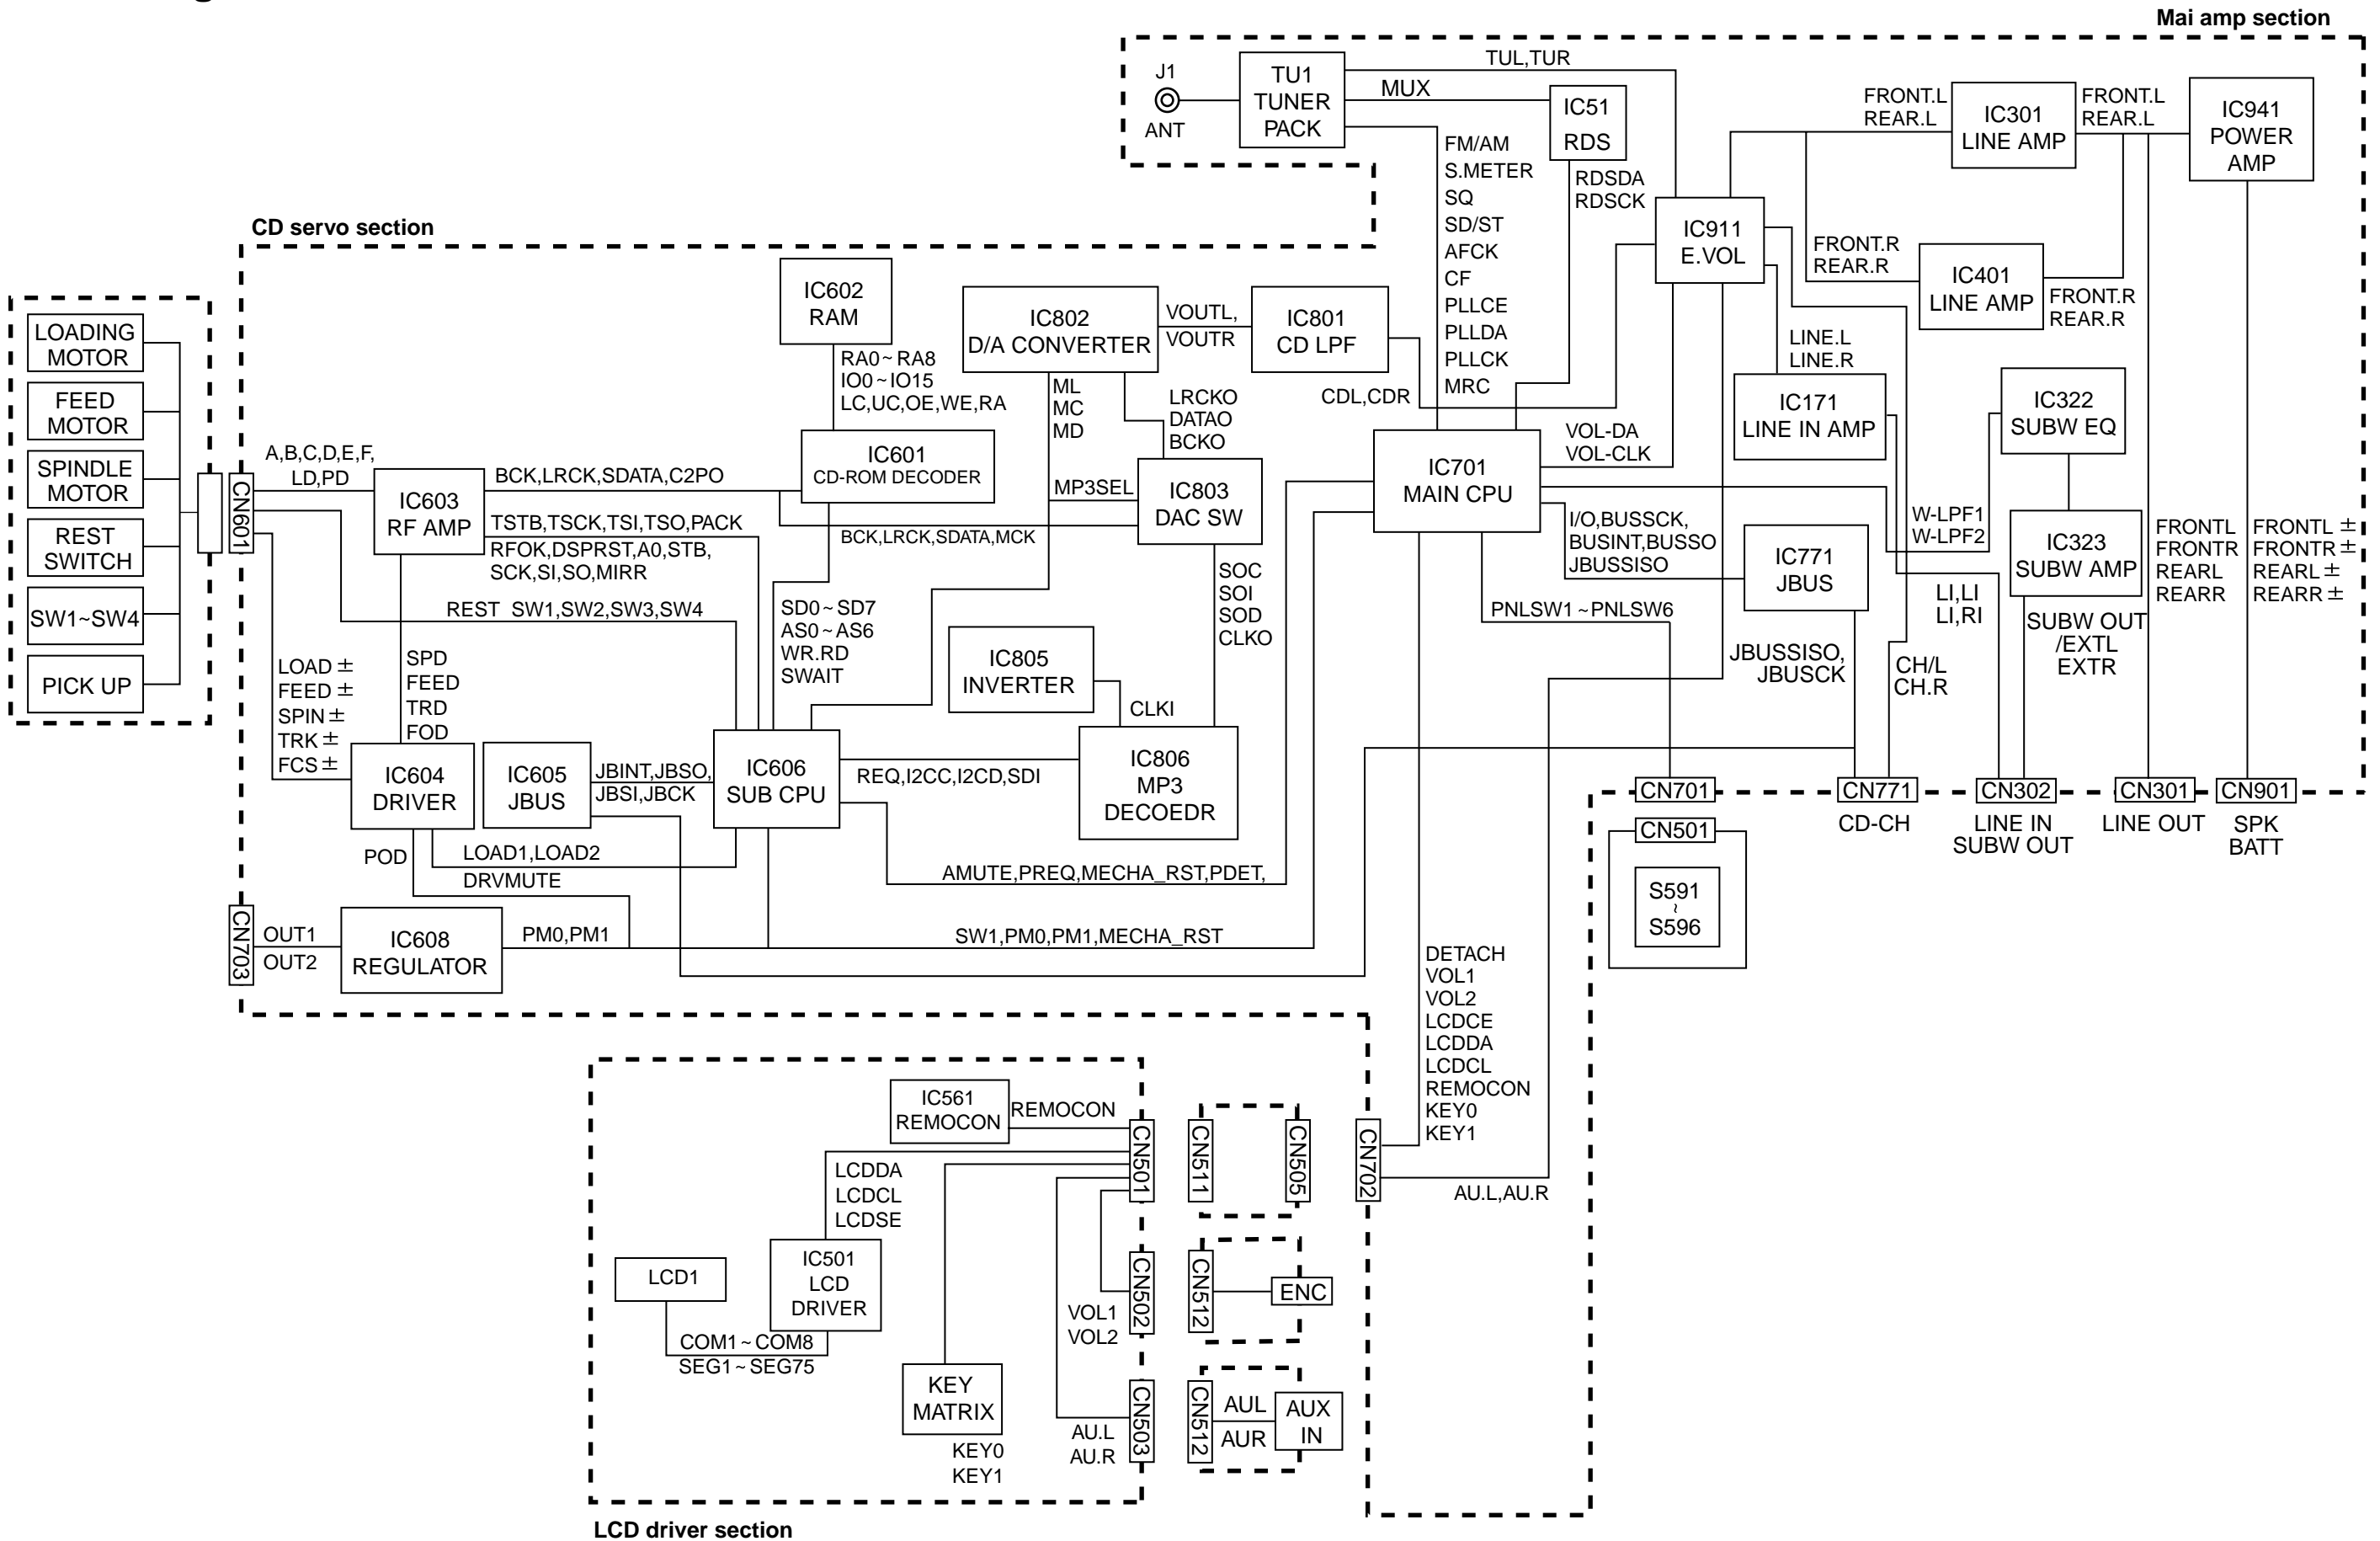 Mai amp section
J1
ANT
TU1
TUNER
PACK
TUL,TUR
MUX
IC51
RDS
FM/AM
S.METER
SQ
SD/ST
AFCK
CF
PLLCE
PLLDA
PLLCK
MRC
RDSDA
RDSCK
IC911
E.VOL
FRONT.L
REAR.L
IC301
LINE AMP
FRONT.L
REAR.L
IC941
POWER
AMP
FRONT.R
REAR.R
IC401
LINE AMP
FRONT.R
REAR.R
LINE.L
LINE.R
IC171
LINE IN AMP
IC322
SUBW EQ
IC323
SUBW AMP
W-LPF1
W-LPF2
LI,LI
LI,RI
SUBW OUT
/EXTL
EXTR
FRONTL
FRONTR
REARL
REARR
FRONTL ±
FRONTR ±
REARL ±
REARR ±
CD servo section
LOADING
MOTOR
FEED
MOTOR
SPINDLE
MOTOR
REST
SWITCH
SW1~SW4
PICK UP
CN601
A,B,C,D,E,F,
LD,PD
IC603
RF AMP
BCK,LRCK,SDATA,C2PO
TSTB,TSCK,TSI,TSO,PACK
RFOK,DSPRST,A0,STB,
SCK,SI,SO,MIRR
REST SW1,SW2,SW3,SW4
LOAD ±
FEED ±
SPIN ±
TRK ±
FCS ±
SPD
FEED
TRD
FOD
IC602
RAM
RA0~RA8
IO0~IO15
LC,UC,OE,WE,RA
IC601
CD-ROM DECODER
BCK,LRCK,SDATA,MCK
IC802
D/A CONVERTER
VOUTL,
VOUTR
IC801
CD LPF
CDL,CDR
ML
MC
MD
LRCKO
DATAO
BCKO
MP3SEL
IC803
DAC SW
SOC
SOI
SOD
CLKO
SD0~SD7
AS0~AS6
WR.RD
SWAIT
IC805
INVERTER
CLKI
IC806
MP3
DECOEDR
IC701
MAIN CPU
VOL-DA
VOL-CLK
I/O,BUSSCK,
BUSINT,BUSSO
JBUSSISO
IC771
JBUS
PNLSW1~PNLSW6
JBUSSISO,
JBUSCK
CH/L
CH.R
IC604
DRIVER
IC605
JBUS
JBINT,JBSO,
JBSI,JBCK
IC606
SUB CPU
REQ,I2CC,I2CD,SDI
POD
LOAD1,LOAD2
DRVMUTE
AMUTE,PREQ,MECHA_RST,PDET,
CN703
OUT1
OUT2
IC608
REGULATOR
PM0,PM1
SW1,PM0,PM1,MECHA_RST
CN701
CN771
CN302
CN301
CN901
CD-CH
LINE IN
SUBW OUT
LINE OUT
SPK
BATT
CN501
S591
~
S596
DETACH
VOL1
VOL2
LCDCE
LCDDA
LCDCL
REMOCON
KEY0
KEY1
CN702
AU.L,AU.R
IC561
REMOCON
REMOCON
CN501
CN511
CN505
LCDDA
LCDCL
LCDSE
LCD1
IC501
LCD
DRIVER
COM1~COM8
SEG1~SEG75
CN502
VOL1
VOL2
CN512
ENC
KEY
MATRIX
KEY0
KEY1
AU.L
AU.R
CN503
CN512
AUL
AUR
AUX
IN
LCD driver section